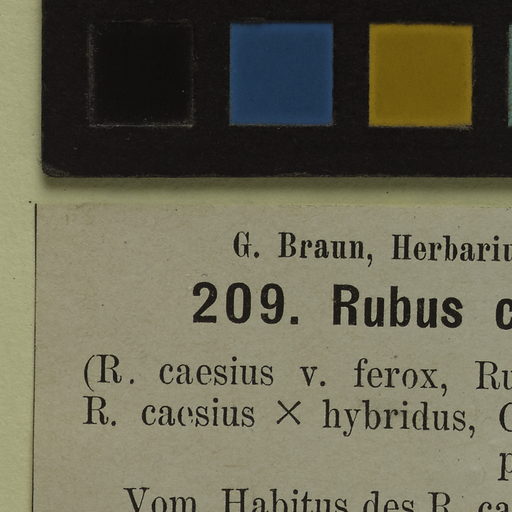 G. Braun, Herbariu
209. Rubus c
(R. caesius v. ferox, Ru
R. caesius × hybridus, C
p
Vom Habitus des R. ca